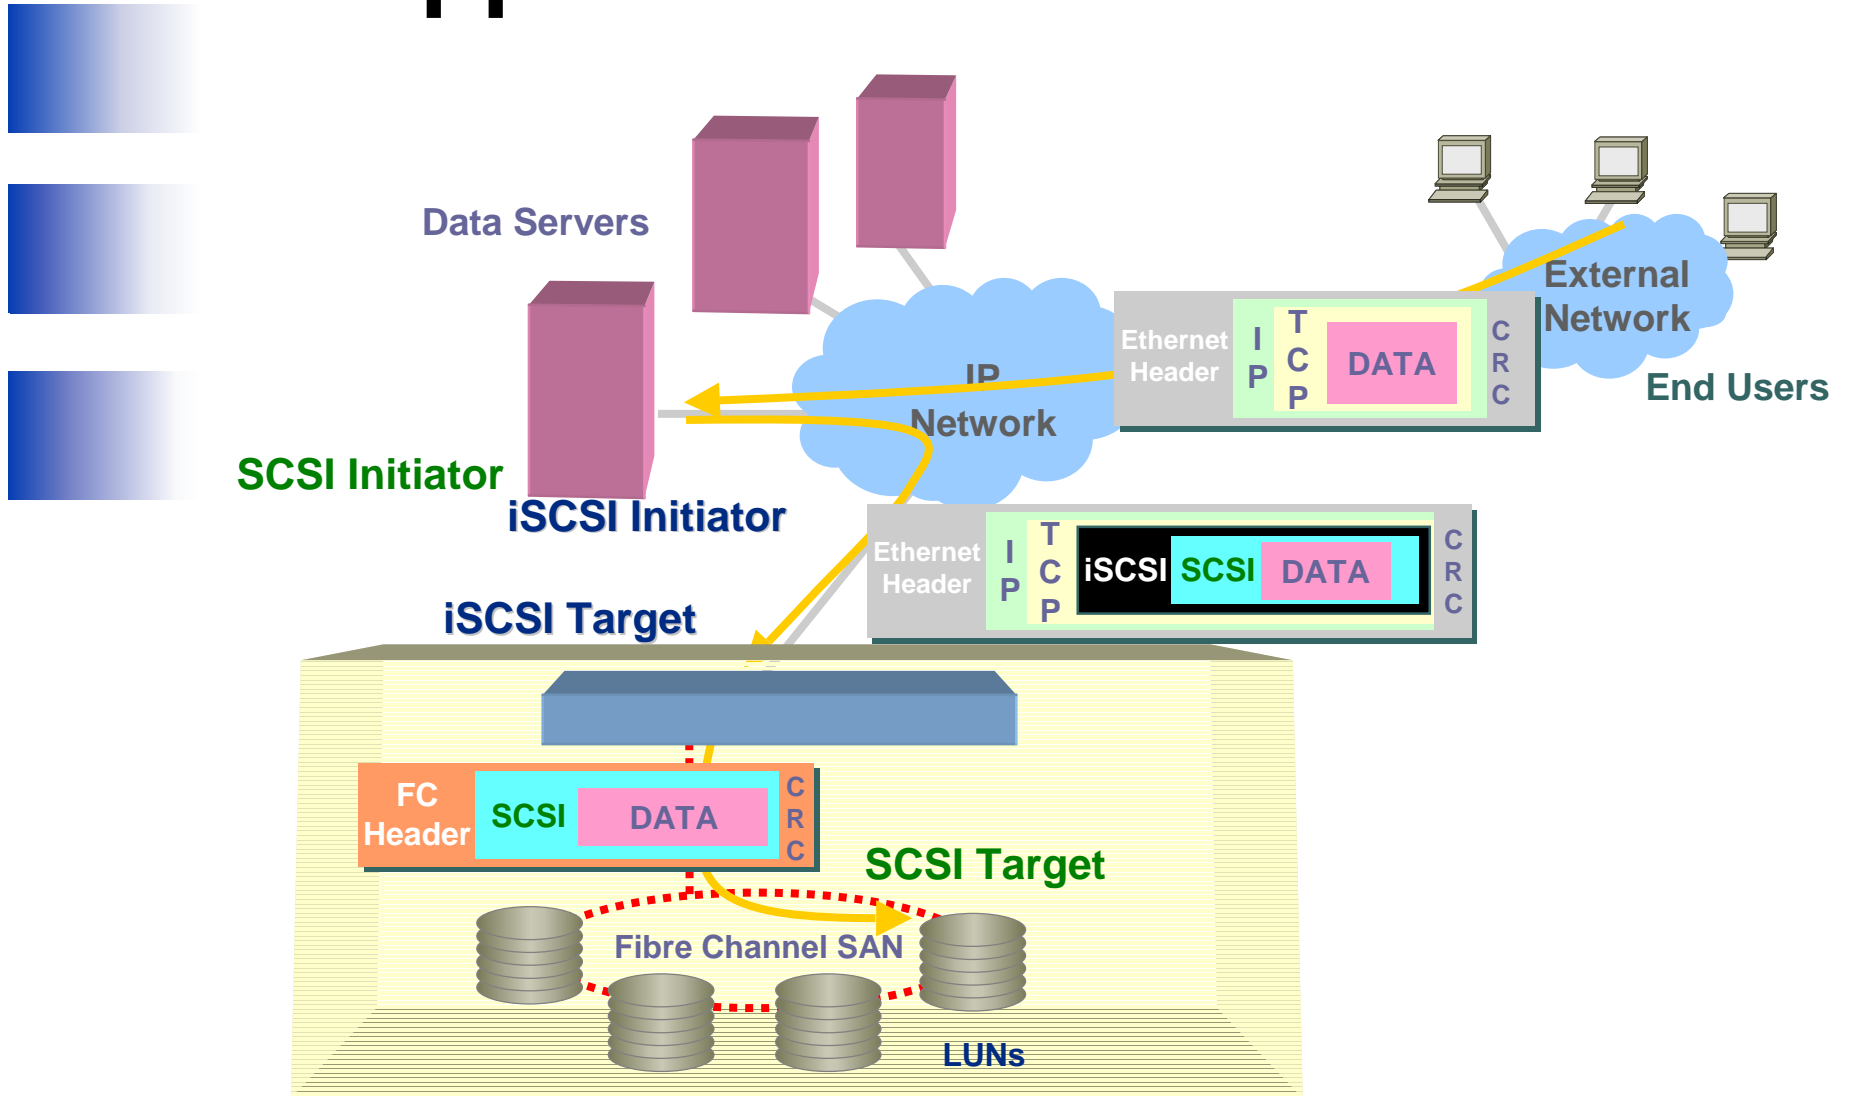 Data Servers
External
Network
IP
Network
Ethernet
Header
I
P
T
C
P
DATA
C
R
C
End Users
SCSI Initiator
iSCSI Initiator
Ethernet
Header
I
P
T
C
P
iSCSI
SCSI
DATA
C
R
C
iSCSI Target
FC
Header
SCSI
DATA
C
R
C
SCSI Target
Fibre Channel SAN
LUNs